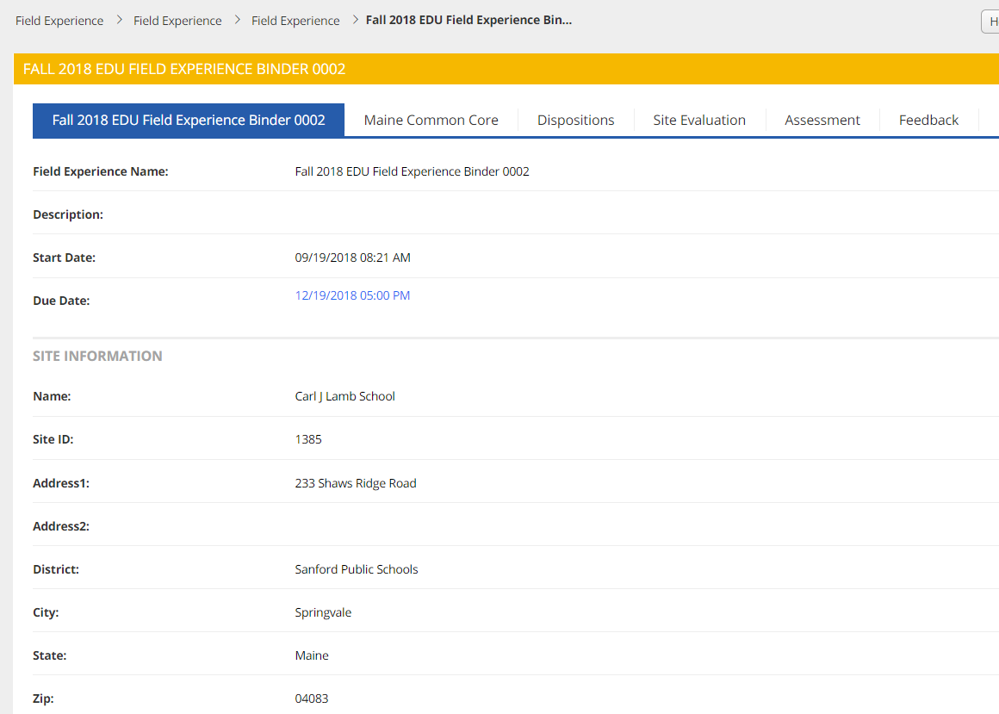 Field Experience > Field Experience > Field Experience > Fall 2018 EDU Field Experience Bin...
FALL 2018 EDU FIELD EXPERIENCE BINDER 0002
Fall 2018 EDU Field Experience Binder 0002 Maine Common Core Dispositions Site Evaluation Assessment Feedback
Field Experience Name: Fall 2018 EDU Field Experience Binder 0002
Description:
Start Date: 09/19/2018 08:21 AM
Due Date: 12/19/2018 05:00 PM
SITE INFORMATION
Name: Carl J Lamb School
Site ID: 1385
Address1: 233 Shaws Ridge Road
Address2:
District: Sanford Public Schools
City: Springvale
State: Maine
Zip: 04083